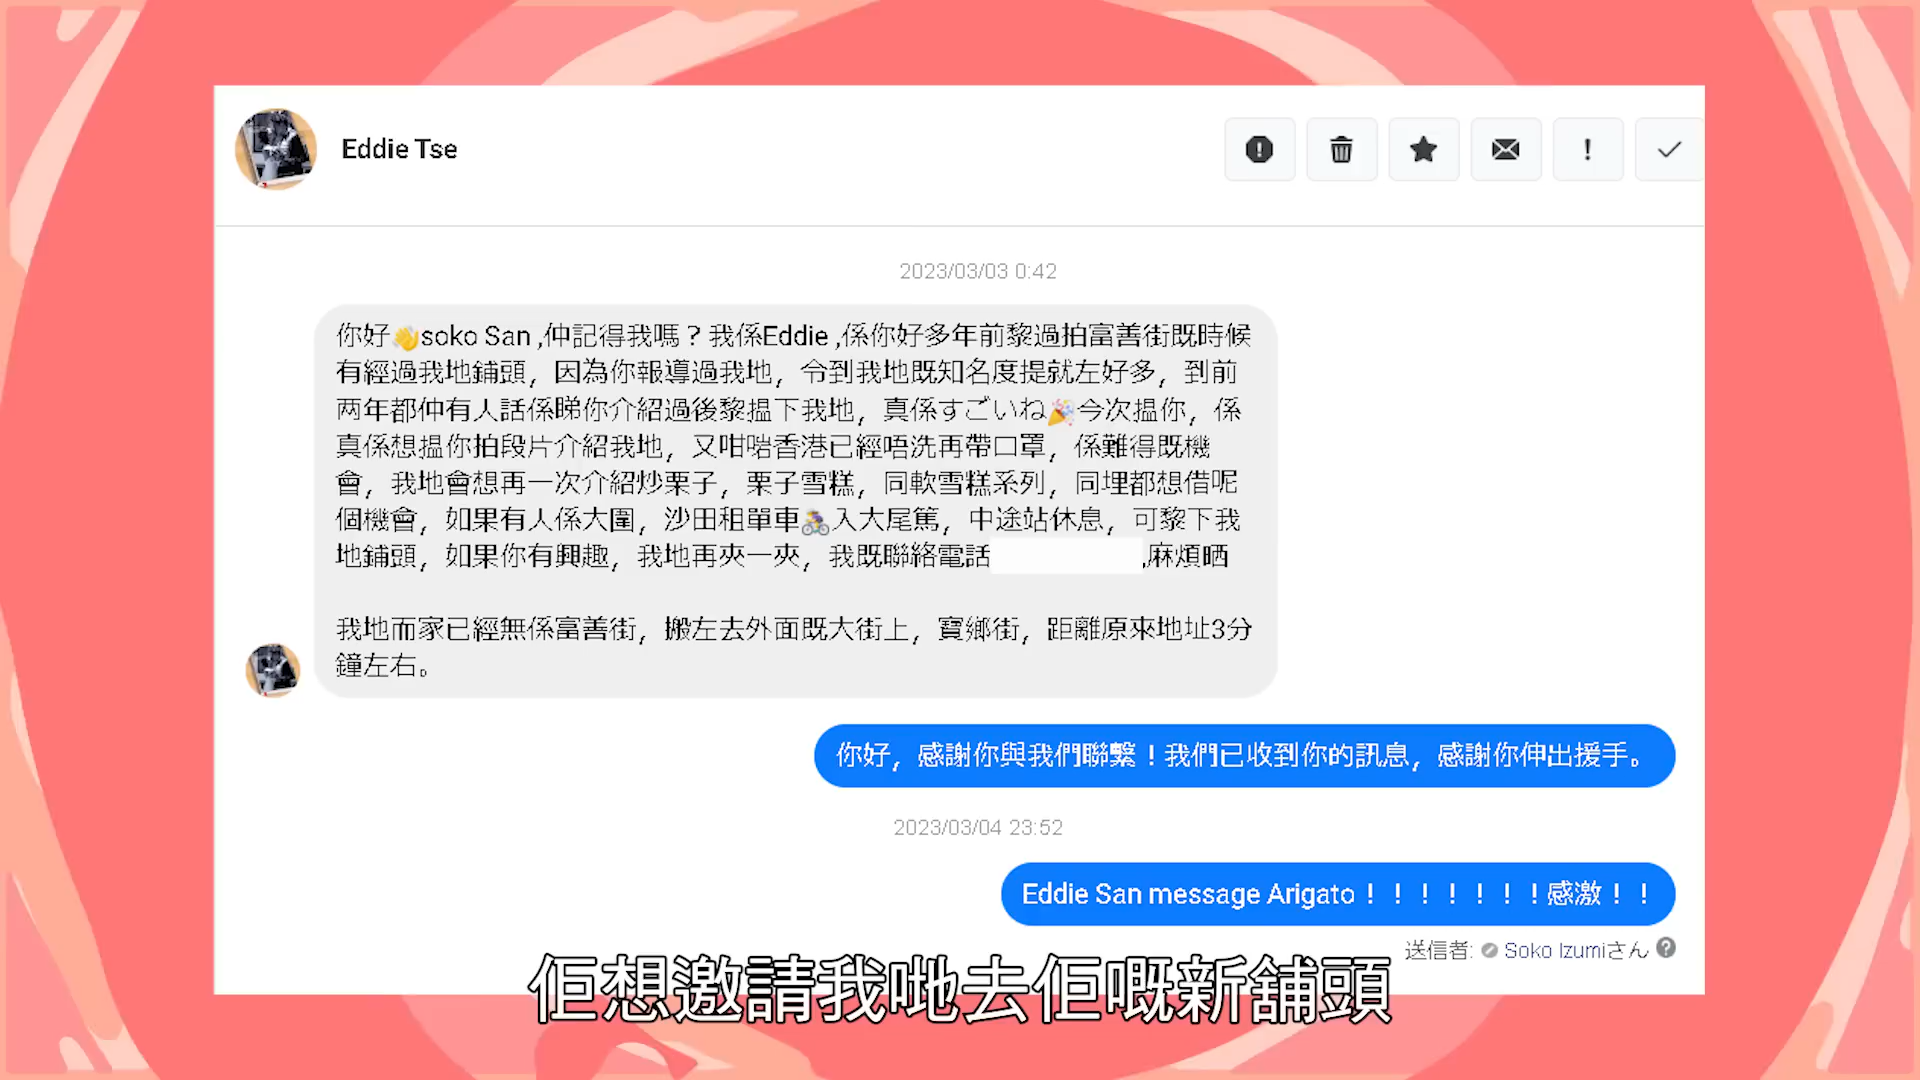 Eddie Tse
2023/03/03 0:42
你好👋soko San ,仲記得我嗎？我係Eddie ,係你好多年前黎過拍富善街既時候
有經過我地鋪頭，因為你報導過我地，令到我地既知名度提就左好多，到前
两年都仲有人話係睇你介紹過後黎揾下我地，真係すごいね🎉今次揾你，係
真係想揾你拍段片介紹我地，又咁啱香港已經唔洗再帶口罩，係難得既機
會，我地會想再一次介紹炒栗子，栗子雪糕，同軟雪糕系列，同埋都想借呢
個機會，如果有人係大圍，沙田租單車🚴入大尾篤，中途站休息，可黎下我
地鋪頭，如果你有興趣，我地再夾一夾，我既聯絡電話 ,麻煩晒
我地而家已經無係富善街，搬左去外面既大街上，寶鄉街，距離原來地址3分
鐘左右。
你好，感謝你與我們聯繫！我們已收到你的訊息，感謝你伸出援手。
2023/03/04 23:52
Eddie San message Arigato！！！！！！！感激！！
送信者: Soko Izumiさん
佢想邀請我哋去佢嘅新舖頭